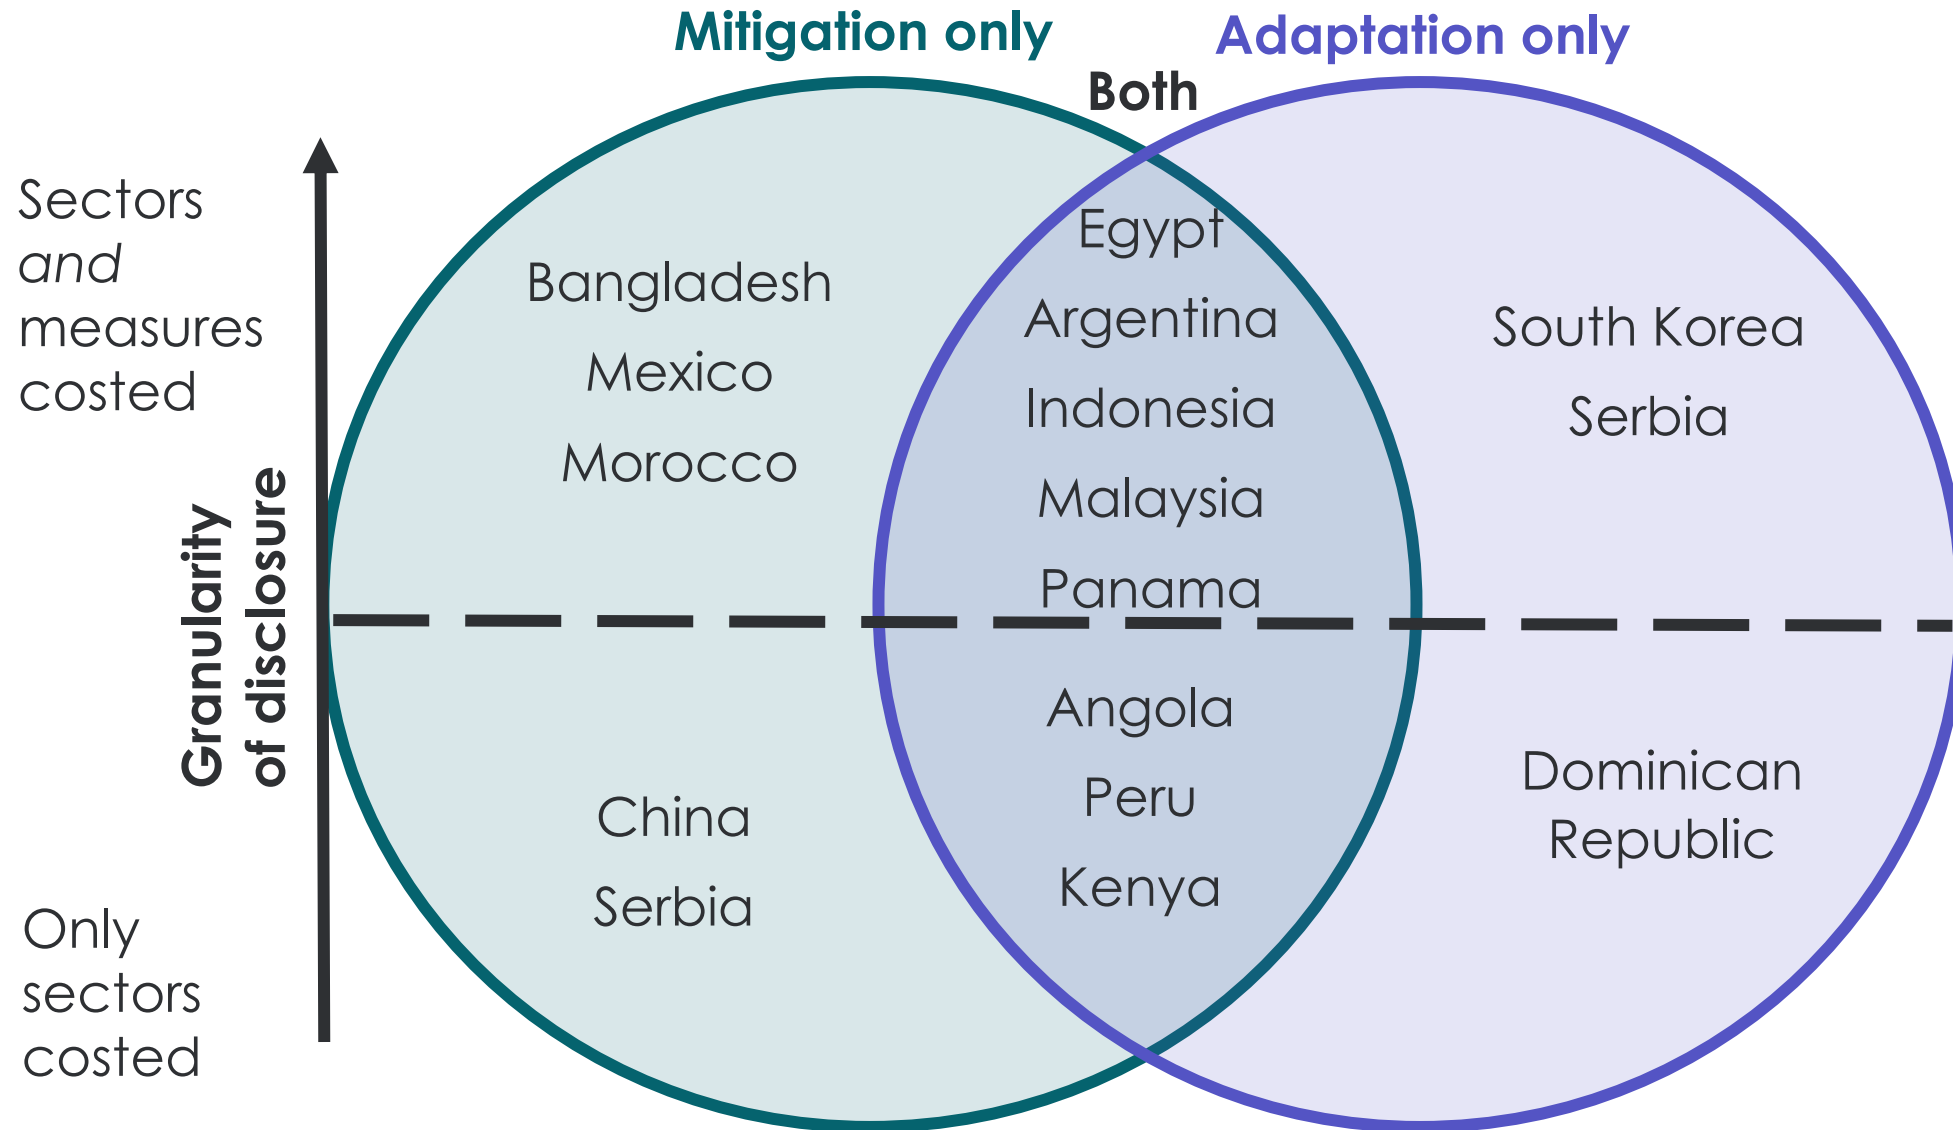 Mitigation only
Adaptation only
Both
Sectors
and
measures
costed
Granularity
of disclosure
Only
sectors
costed
Bangladesh
Mexico
Morocco
China
Serbia
Egypt
Argentina
Indonesia
Malaysia
Panama
Angola
Peru
Kenya
South Korea
Serbia
Dominican
Republic